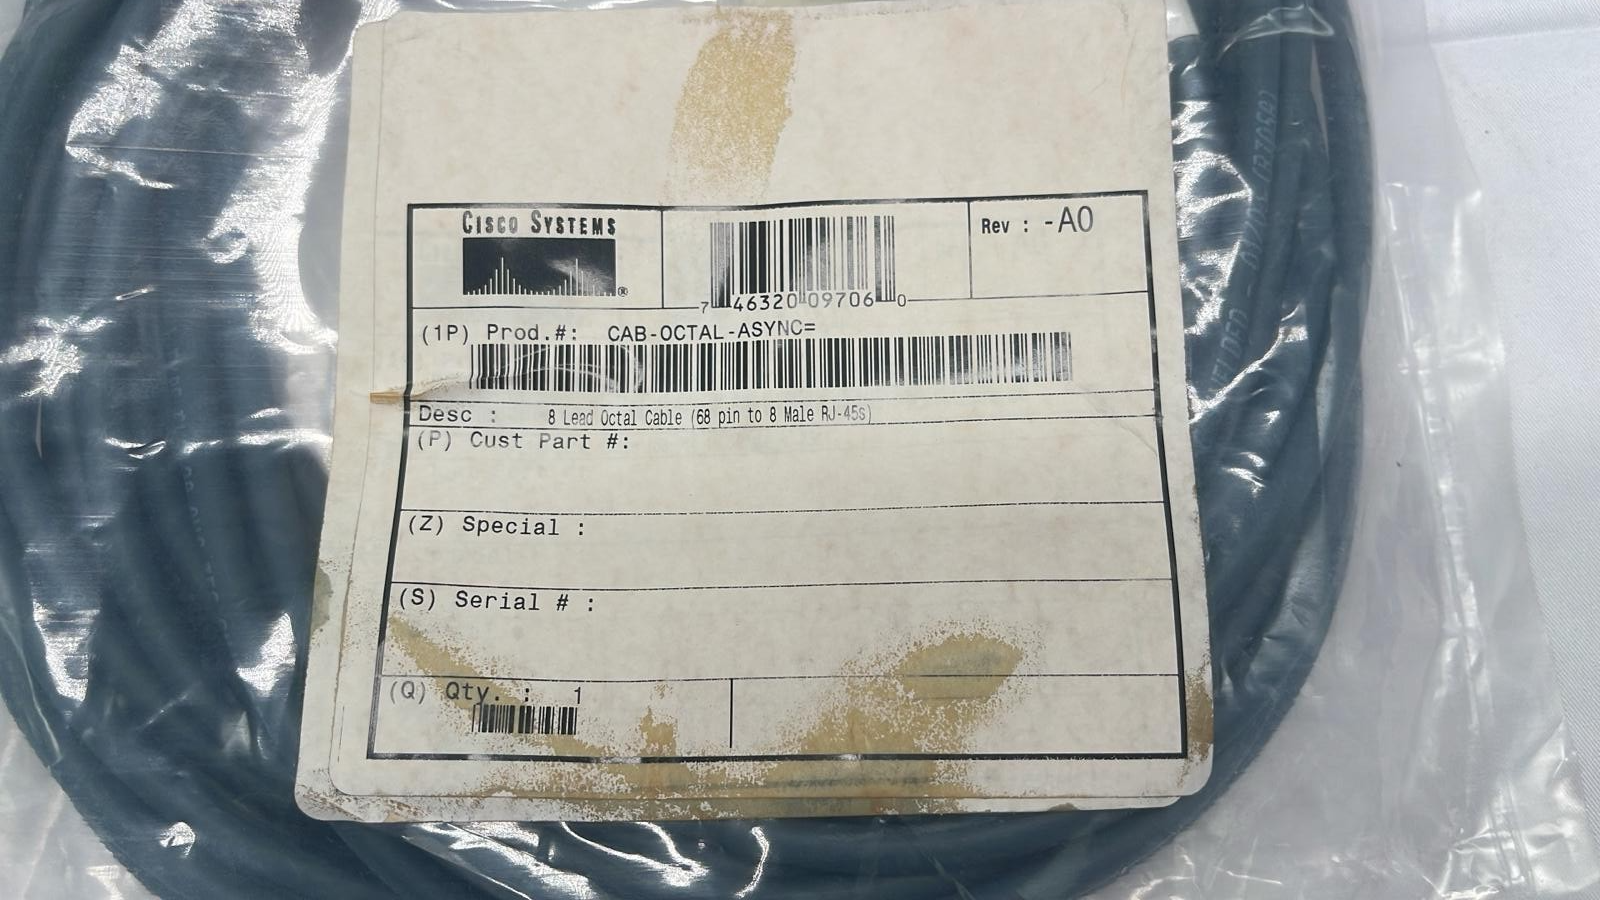 CISCO SYSTEMS
®
7 46320 09706 0
Rev : -A0
(1P) Prod.#: CAB-OCTAL-ASYNC=
Desc : 8 Lead Octal Cable (68 pin to 8 Male RJ-45s)
(P) Cust Part #:
(Z) Special :
(S) Serial # :
(Q) Qty. : 1